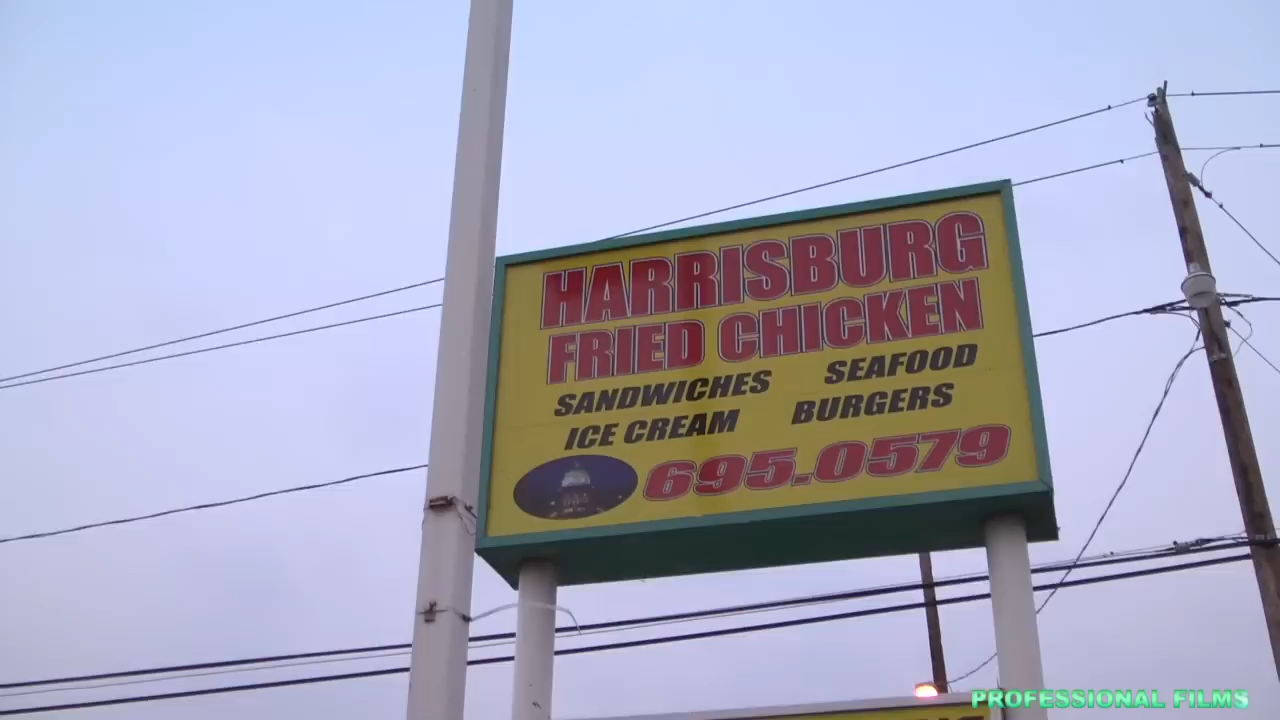 HARRISBURG
FRIED CHICKEN
SANDWICHES SEAFOOD
ICE CREAM BURGERS
695.0579
PROFESSIONAL FILMS